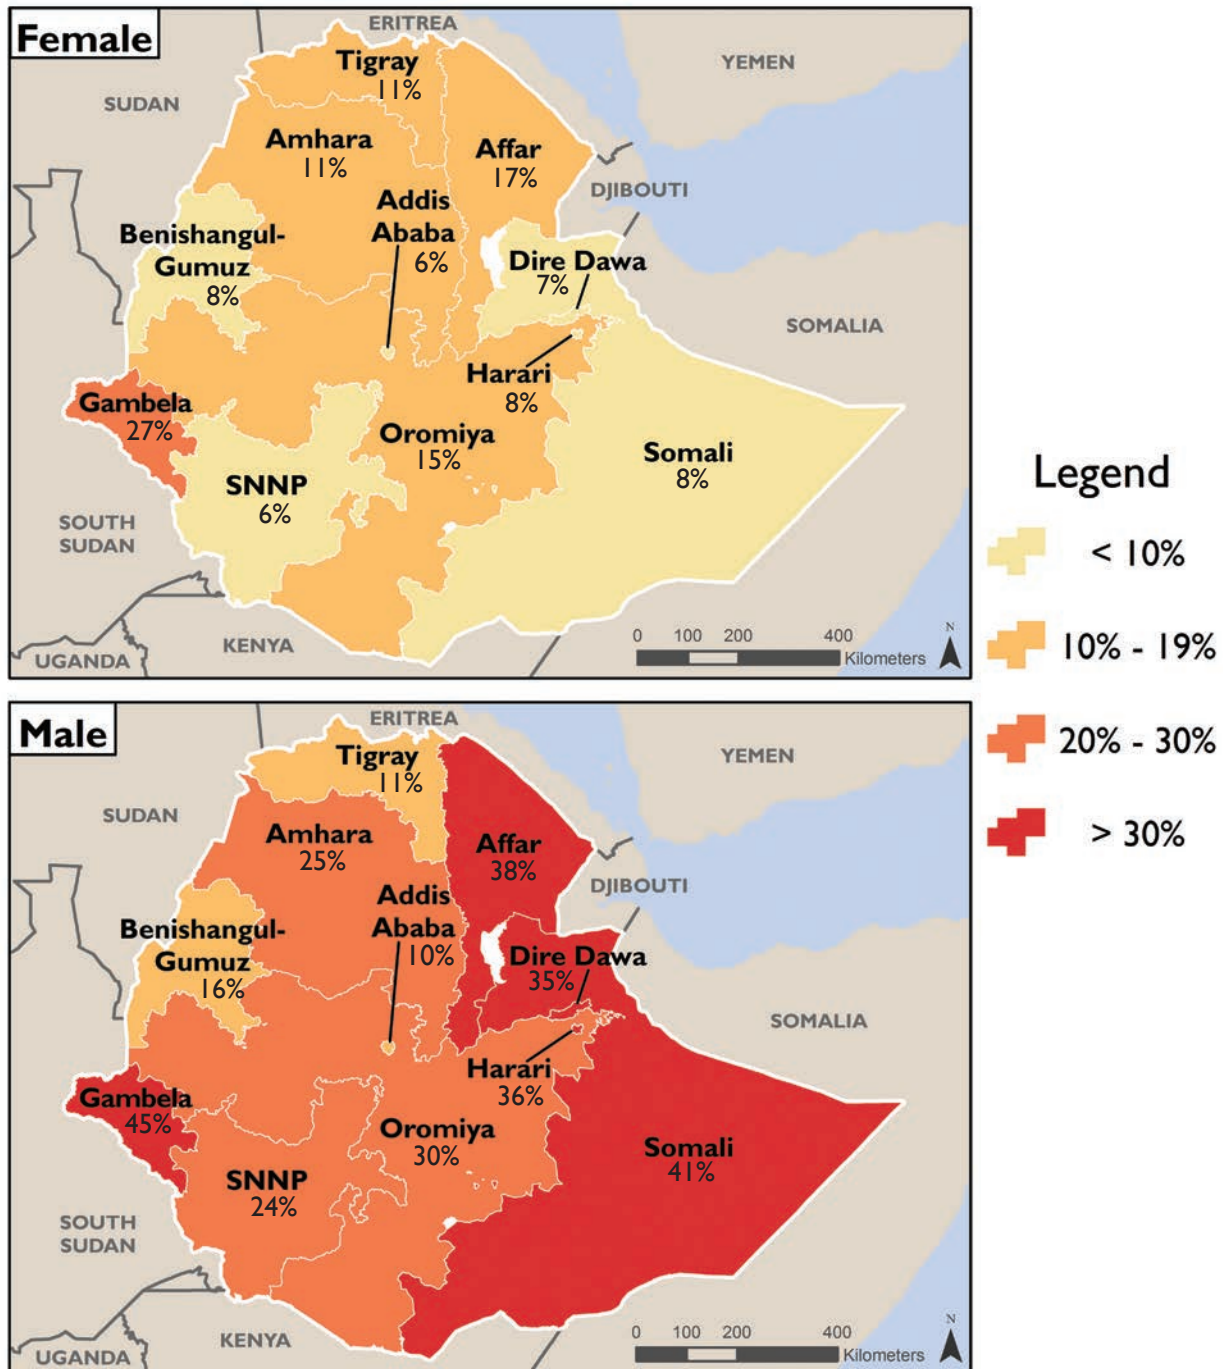 Female
ERITREA
YEMEN
Tigray
11%
SUDAN
Amhara
11%
Affar
17%
DJIBOUTI
Addis
Ababa
6%
Benishangul-
Gumuz
8%
Dire Dawa
7%
SOMALIA
Harari
8%
Gambela
27%
Oromiya
15%
Somali
8%
SNNP
6%
SOUTH
SUDAN
KENYA
UGANDA
0 100 200 400
Kilometers
N
Legend
< 10%
10% - 19%
20% - 30%
> 30%
Male
ERITREA
YEMEN
Tigray
11%
SUDAN
Amhara
25%
Affar
38%
DJIBOUTI
Addis
Ababa
10%
Benishangul-
Gumuz
16%
Dire Dawa
35%
SOMALIA
Harari
36%
Gambela
45%
Oromiya
30%
Somali
41%
SNNP
24%
SOUTH
SUDAN
KENYA
UGANDA
0 100 200 400
Kilometers
N